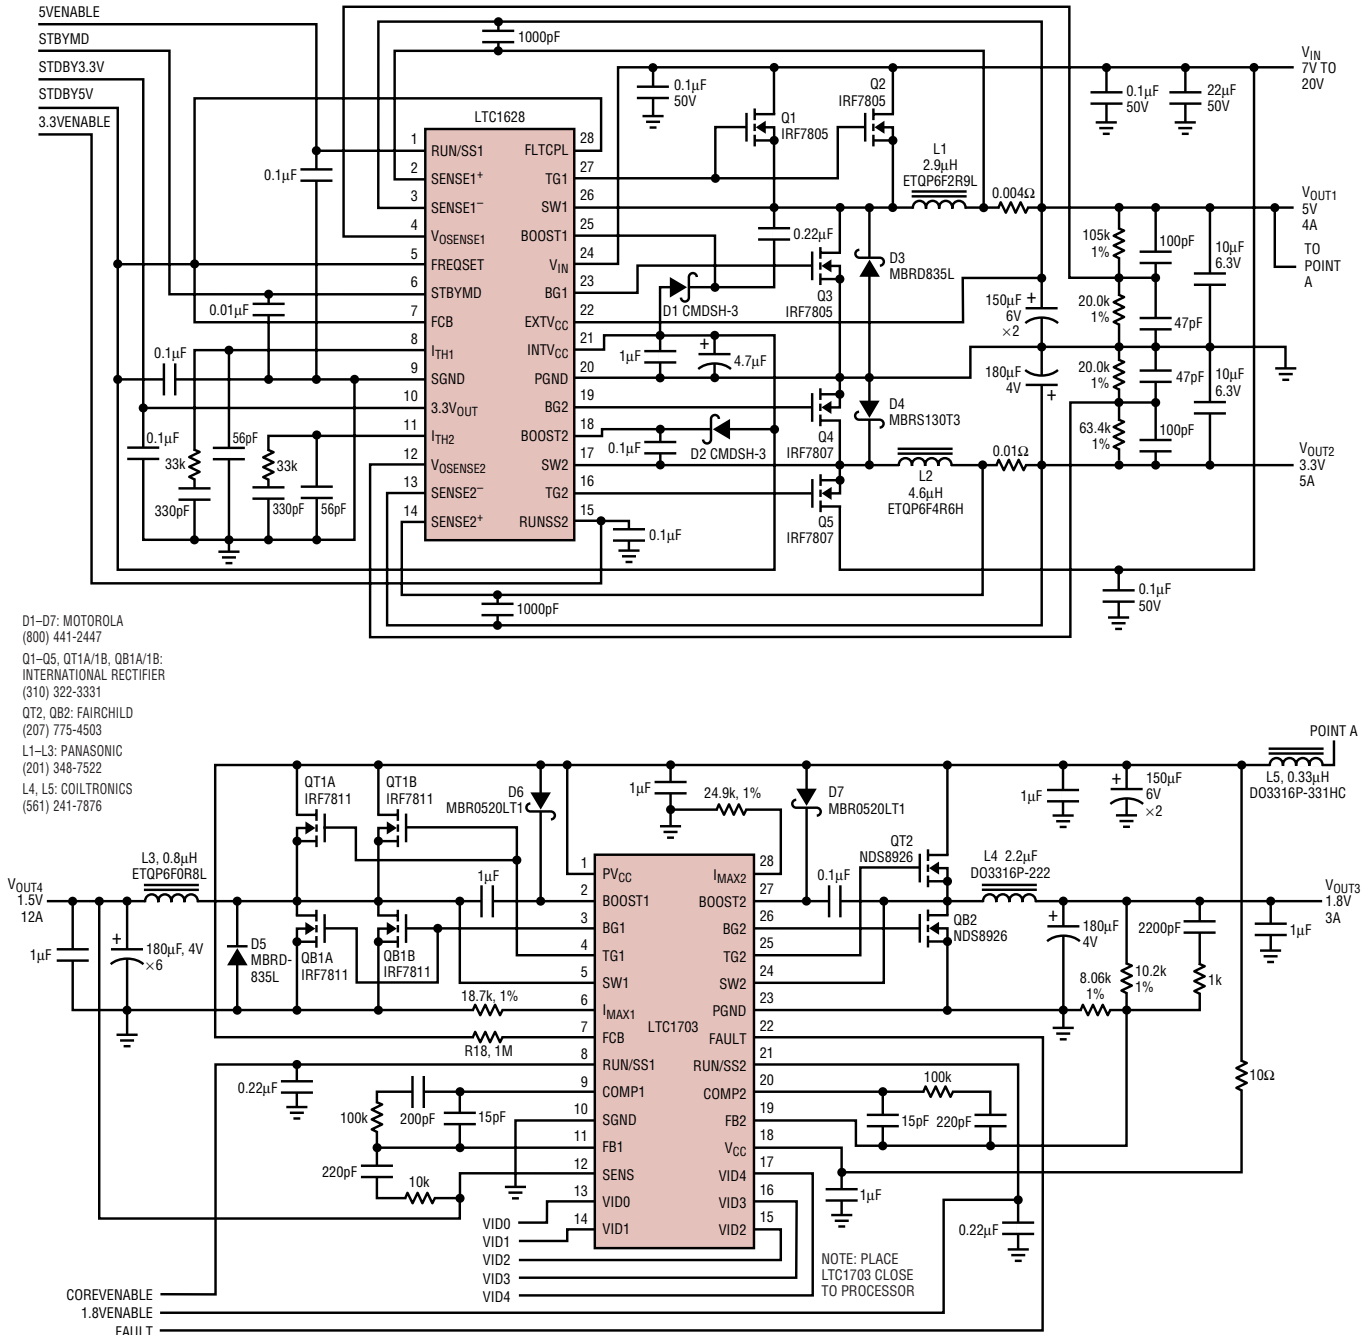 5VENABLE
STBYMD
STDBY3.3V
STDBY5V
3.3VENABLE
1000pF
0.1μF
50V
Q1
IRF7805
Q2
IRF7805
0.1μF
50V
22μF
50V
VIN
7V TO
20V
LTC1628
1 RUN/SS1
2 SENSE1+
3 SENSE1–
4 VOSENSE1
5 FREQSET
6 STBYMD
7 FCB
8 ITH1
9 SGND
10 3.3VOUT
11 ITH2
12 VOSENSE2
13 SENSE2–
14 SENSE2+
FLTCPL 28
TG1 27
SW1 26
BOOST1 25
VIN 24
BG1 23
EXTVCC 22
INTVCC 21
PGND 20
BG2 19
BOOST2 18
SW2 17
TG2 16
RUNSS2 15
0.1μF
0.01μF
0.1μF
0.1μF
33k
330pF
56pF
33k
330pF
56pF
L1
2.9μH
ETQP6F2R9L
0.004Ω
VOUT1
5V
4A
TO
POINT
A
0.22μF
D3
MBRD835L
Q3
IRF7805
D1 CMDSH-3
105k
1%
100pF
10μF
6.3V
150μF
6V
×2
20.0k
1%
47pF
1μF
4.7μF
180μF
4V
20.0k
1%
47pF
10μF
6.3V
D4
MBRS130T3
Q4
IRF7807
0.1μF
D2 CMDSH-3
63.4k
1%
100pF
0.01Ω
VOUT2
3.3V
5A
L2
4.6μH
ETQP6F4R6H
Q5
IRF7807
0.1μF
0.1μF
50V
1000pF
D1–D7: MOTOROLA
(800) 441-2447
Q1–Q5, QT1A/1B, QB1A/1B:
INTERNATIONAL RECTIFIER
(310) 322-3331
QT2, QB2: FAIRCHILD
(207) 775-4503
L1–L3: PANASONIC
(201) 348-7522
L4, L5: COILTRONICS
(561) 241-7876
POINT A
L5, 0.33μH
DO3316P-331HC
QT1A
IRF7811
QT1B
IRF7811
D6
MBR0520LT1
1μF
24.9k, 1%
D7
MBR0520LT1
1μF
150μF
6V
×2
L3, 0.8μH
ETQP6F0R8L
VOUT4
1.5V
12A
1μF
180μF, 4V
×6
D5
MBRD-
835L
QB1A
IRF7811
QB1B
IRF7811
1μF
18.7k, 1%
R18, 1M
LTC1703
1 PVCC
2 BOOST1
3 BG1
4 TG1
5 SW1
6 IMAX1
7 FCB
8 RUN/SS1
9 COMP1
10 SGND
11 FB1
12 SENS
13 VID0
14 VID1
IMAX2 28
BOOST2 27
BG2 26
TG2 25
SW2 24
PGND 23
FAULT 22
RUN/SS2 21
COMP2 20
FB2 19
VCC 18
VID4 17
VID3 16
VID2 15
QT2
NDS8926
0.1μF
L4 2.2μF
DO3316P-222
QB2
NDS8926
VOUT3
1.8V
3A
180μF
4V
2200pF
1μF
8.06k
1%
10.2k
1%
1k
10Ω
0.22μF
100k
200pF
15pF
220pF
10k
100k
15pF
220pF
1μF
0.22μF
VID0
VID1
VID2
VID3
VID4
NOTE: PLACE
LTC1703 CLOSE
TO PROCESSOR
COREVENABLE
1.8VENABLE
FAULT